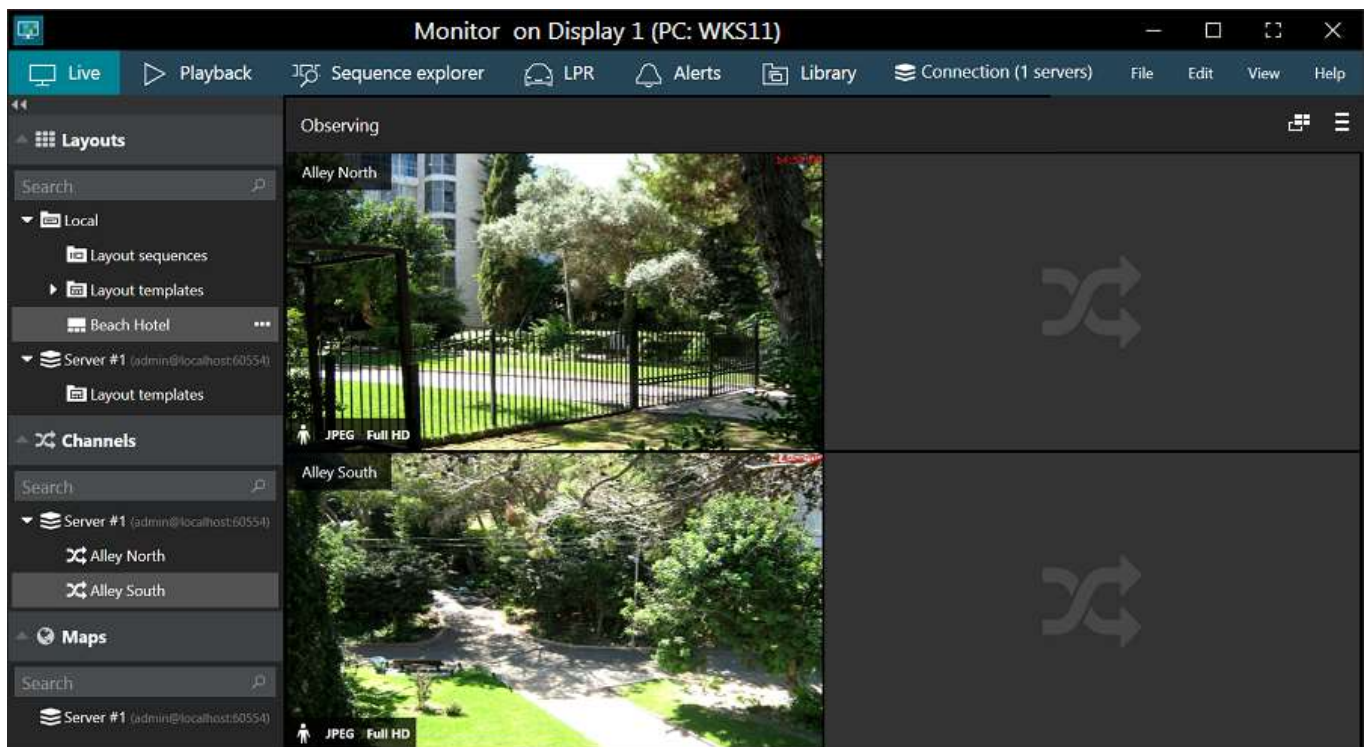 Monitor on Display 1 (PC: WKS11)
Live Playback Sequence explorer LPR Alerts Library Connection (1 servers) File Edit View Help
Layouts
Search
Local
Layout sequences
Layout templates
Beach Hotel
Server #1 (admin@localhost:60554)
Layout templates
Channels
Search
Server #1 (admin@localhost:60554)
Alley North
Alley South
Maps
Search
Server #1 (admin@localhost:60554)
Observing
Alley North
JPEG Full HD
Alley South
JPEG Full HD